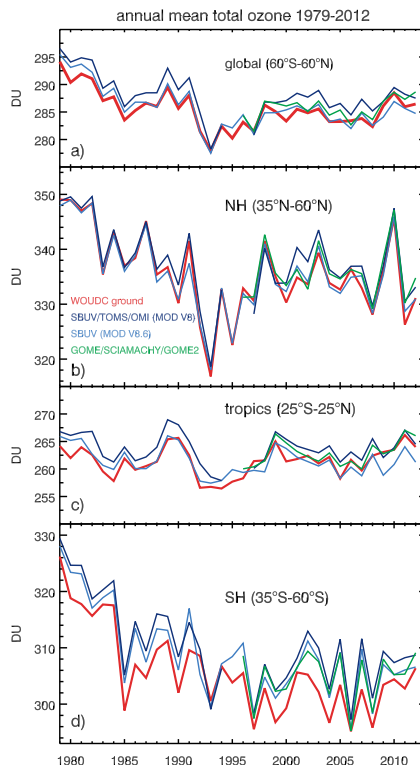 annual mean total ozone 1979-2012
295
290
285
280
DU
global (60°S-60°N)
a)
350
340
330
320
DU
NH (35°N-60°N)
WOUDC ground
SBUV/TOMS/OMI (MOD V8)
SBUV (MOD V8.6)
GOME/SCIAMACHY/GOME2
b)
270
265
260
255
DU
tropics (25°S-25°N)
c)
330
320
310
300
DU
SH (35°S-60°S)
d)
1980 1985 1990 1995 2000 2005 2010